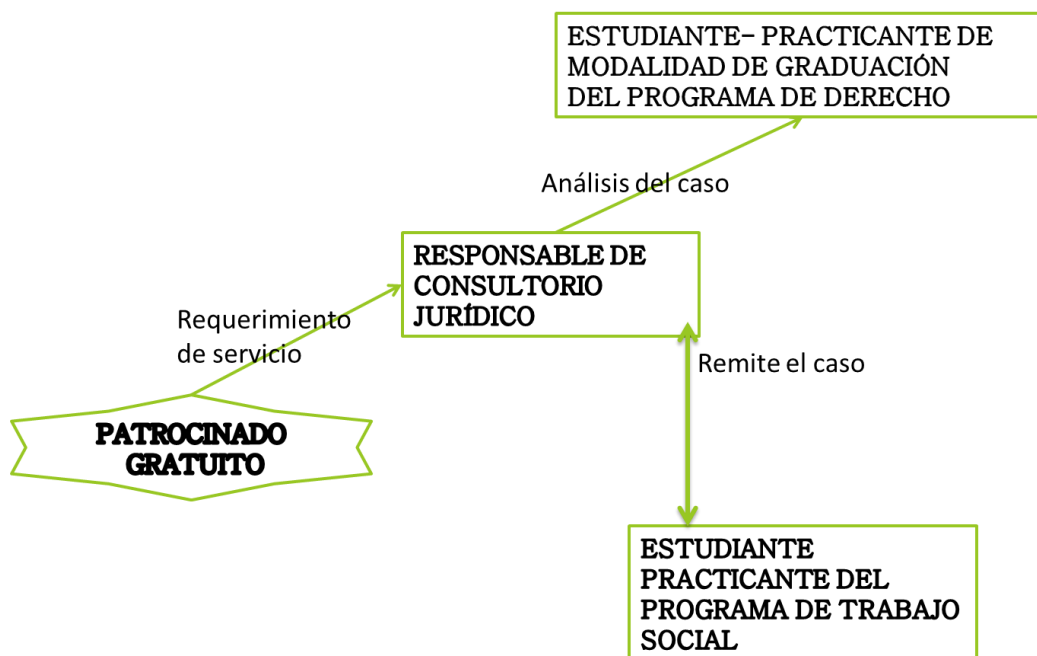 ESTUDIANTE- PRACTICANTE DE
MODALIDAD DE GRADUACIÓN
DEL PROGRAMA DE DERECHO
Análisis del caso
RESPONSABLE DE
CONSULTORIO
JURÍDICO
Requerimiento
de servicio
Remite el caso
PATROCINADO
GRATUITO
ESTUDIANTE
PRACTICANTE DEL
PROGRAMA DE TRABAJO
SOCIAL